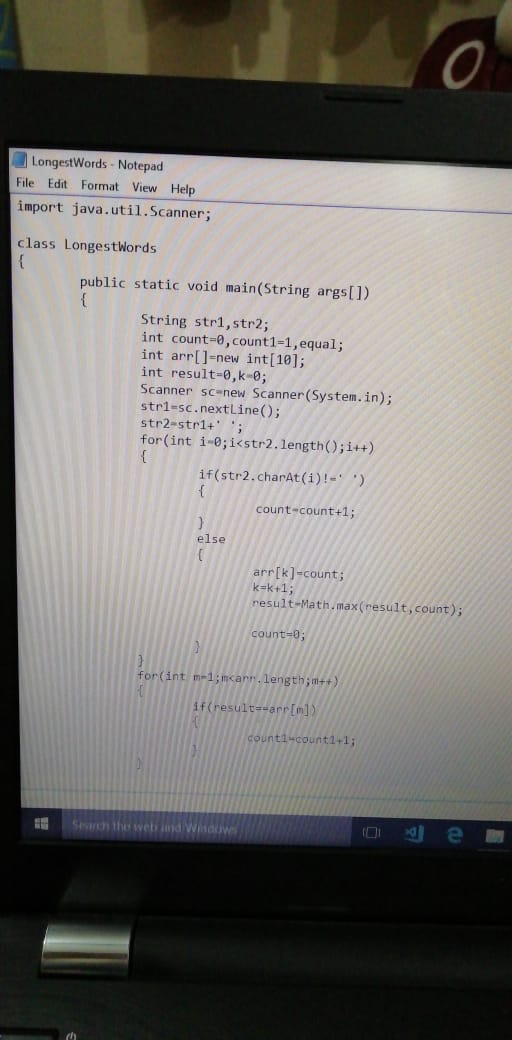 LongestWords - Notepad
File Edit Format View Help
import java.util.Scanner;
class LongestWords
{
public static void main(String args[])
{
String str1,str2;
int count=0,count1=1,equal;
int arr[]=new int[10];
int result=0,k=0;
Scanner sc=new Scanner(System.in);
str1=sc.nextLine();
str2=str1+' ';
for(int i=0;i<str2.length();i++)
{
if(str2.charAt(i)!=' ')
{
count=count+1;
}
else
{
arr[k]=count;
k=k+1;
result=Math.max(result,count);
count=0;
}
}
for(int m=1;m<arr.length;m++)
{
if(result==arr[m])
{
count1=count1+1;
}
}
Search the web and Windows